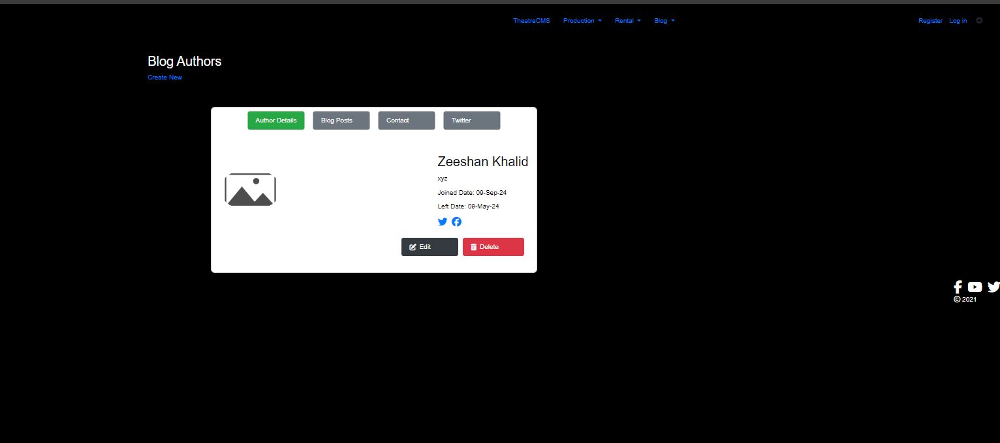 TheatreCMS Production Rental Blog Register Log in
Blog Authors
Create New
Author Details Blog Posts Contact Twitter
Zeeshan Khalid
xyz
Joined Date: 09-Sep-24
Left Date: 09-May-24
Edit Delete
© 2021